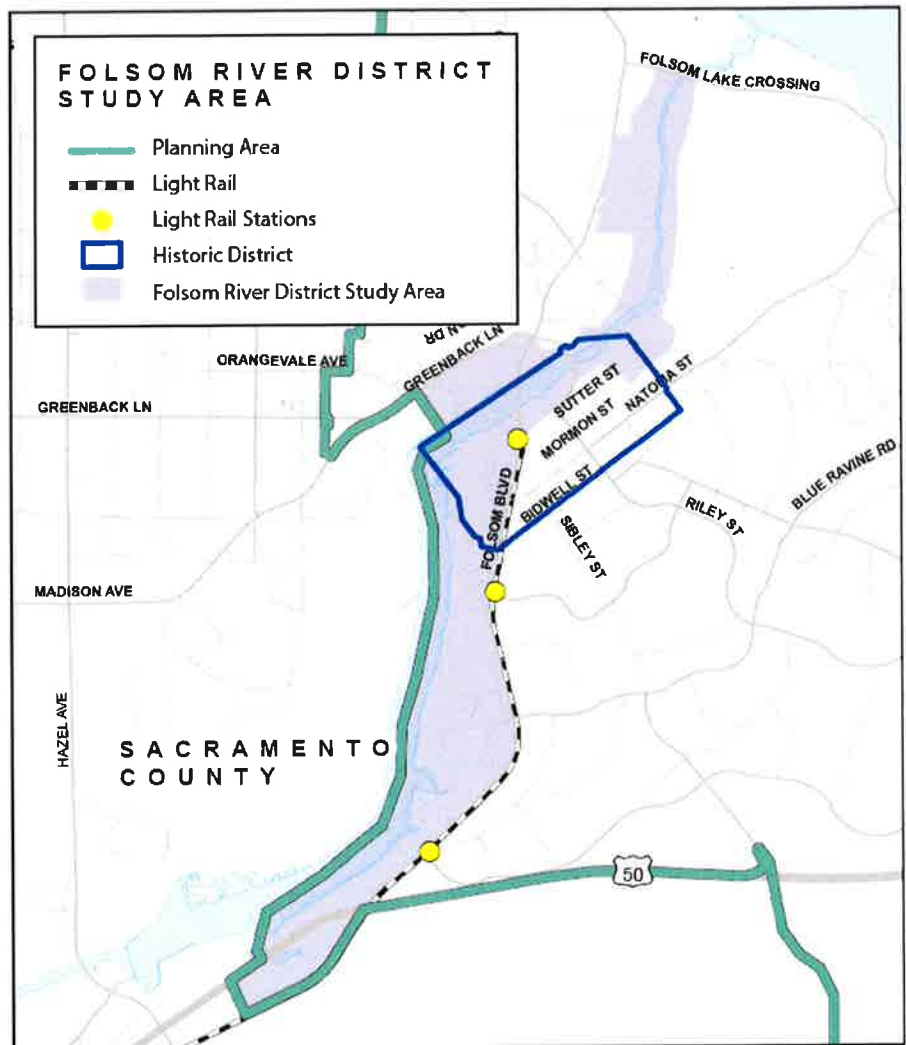 FOLSOM RIVER DISTRICT
STUDY AREA
Planning Area
Light Rail
Light Rail Stations
Historic District
Folsom River District Study Area
FOLSOM LAKE CROSSING
ORANGEVALE AVE
GREENBACK LN
GREENBACK LN
SUTTER ST
NATOMA ST
MORMON ST
FOLSOM BLVD
BIDWELL ST
SIBLEY ST
RILEY ST
BLUE RAVINE RD
MADISON AVE
HAZEL AVE
SACRAMENTO
COUNTY
50